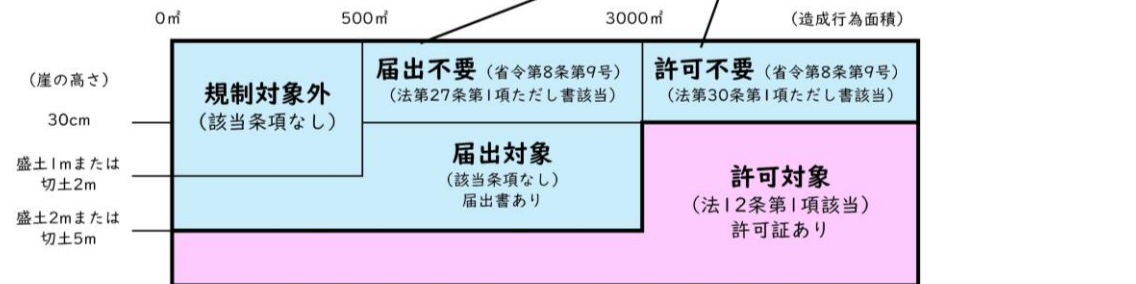 0㎡ 500㎡ 3000㎡ (造成行為面積)
(崖の高さ)
30cm
盛土1mまたは
切土2m
盛土2mまたは
切土5m
規制対象外
(該当条項なし)
届出不要 (省令第8条第9号)
(法第27条第1項ただし書該当)
許可不要 (省令第8条第9号)
(法第30条第1項ただし書該当)
届出対象
(該当条項なし)
届出書あり
許可対象
(法12条第1項該当)
許可証あり